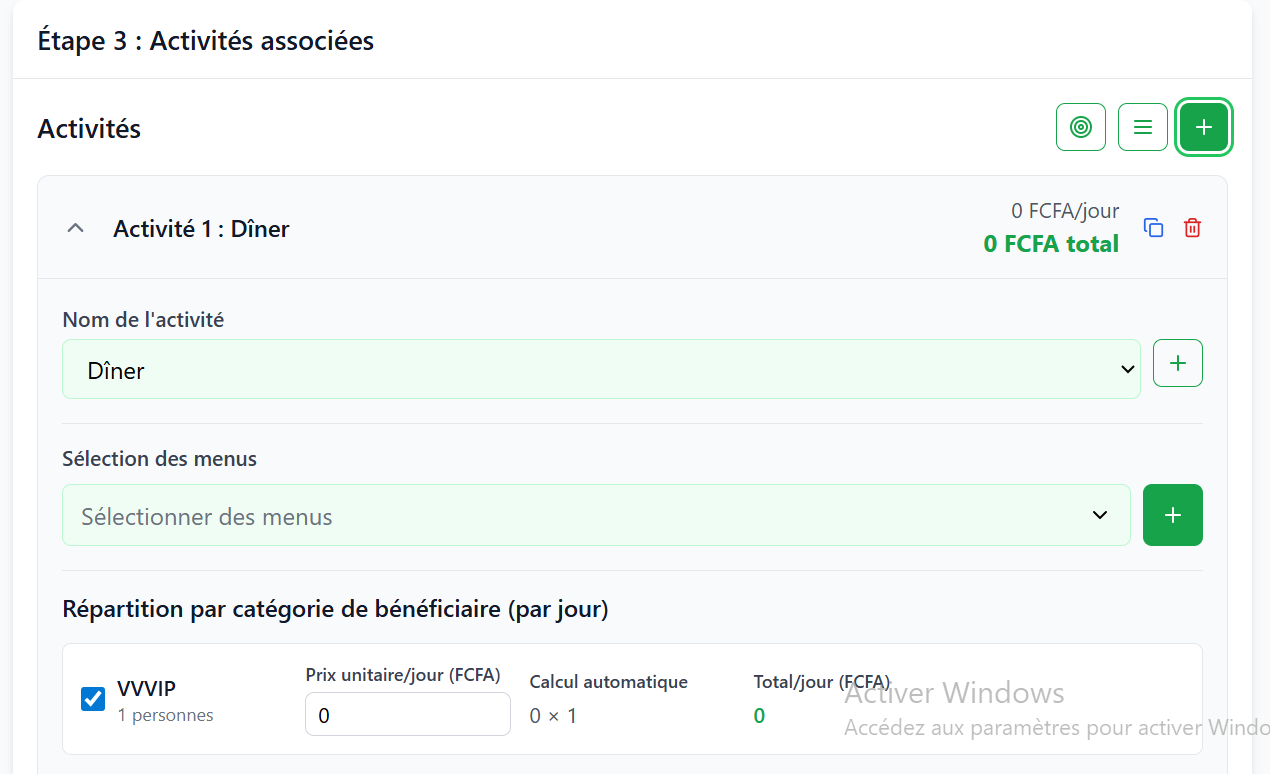 Étape 3 : Activités associées
Activités
Activité 1 : Dîner
0 FCFA/jour
0 FCFA total
Nom de l'activité
Dîner
Sélection des menus
Sélectionner des menus
Répartition par catégorie de bénéficiaire (par jour)
VVVIP
1 personnes
Prix unitaire/jour (FCFA)
0
Calcul automatique
0 × 1
Total/jour (FCFA)
0
Activer Windows
Accédez aux paramètres pour activer Windo